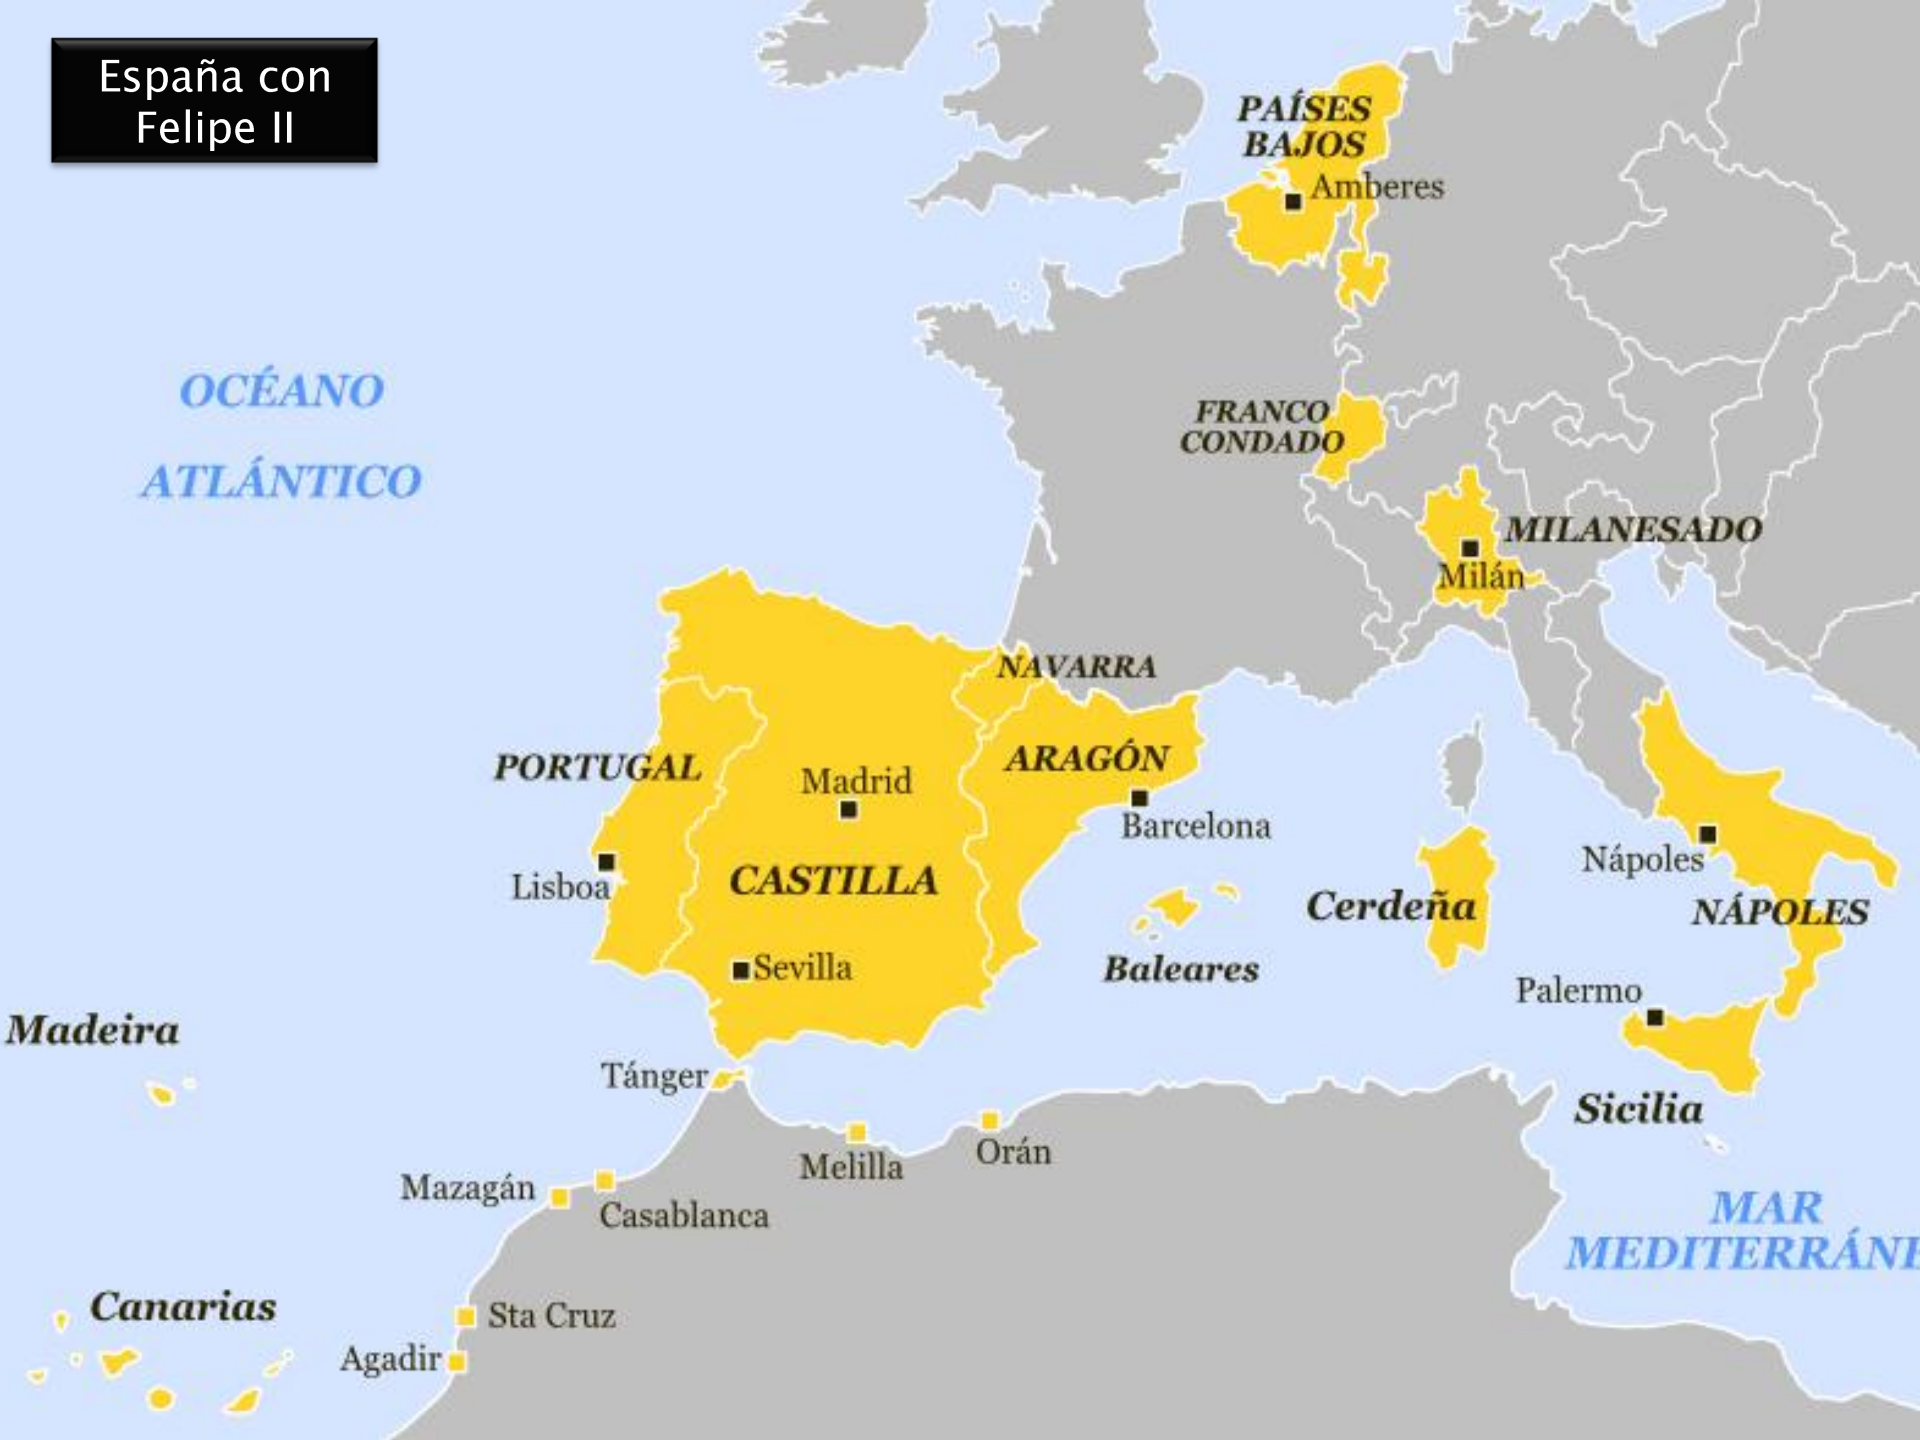 España con
Felipe II
PAÍSES
BAJOS
Amberes
OCÉANO
ATLÁNTICO
FRANCO
CONDADO
MILANESADO
Milán
NAVARRA
PORTUGAL
ARAGÓN
Madrid
Barcelona
Lisboa
CASTILLA
Nápoles
Cerdeña
NÁPOLES
Sevilla
Baleares
Palermo
Madeira
Tánger
Sicilia
Melilla
Orán
Mazagán
Casablanca
MAR
MEDITERRÁNE
Canarias
Sta Cruz
Agadir